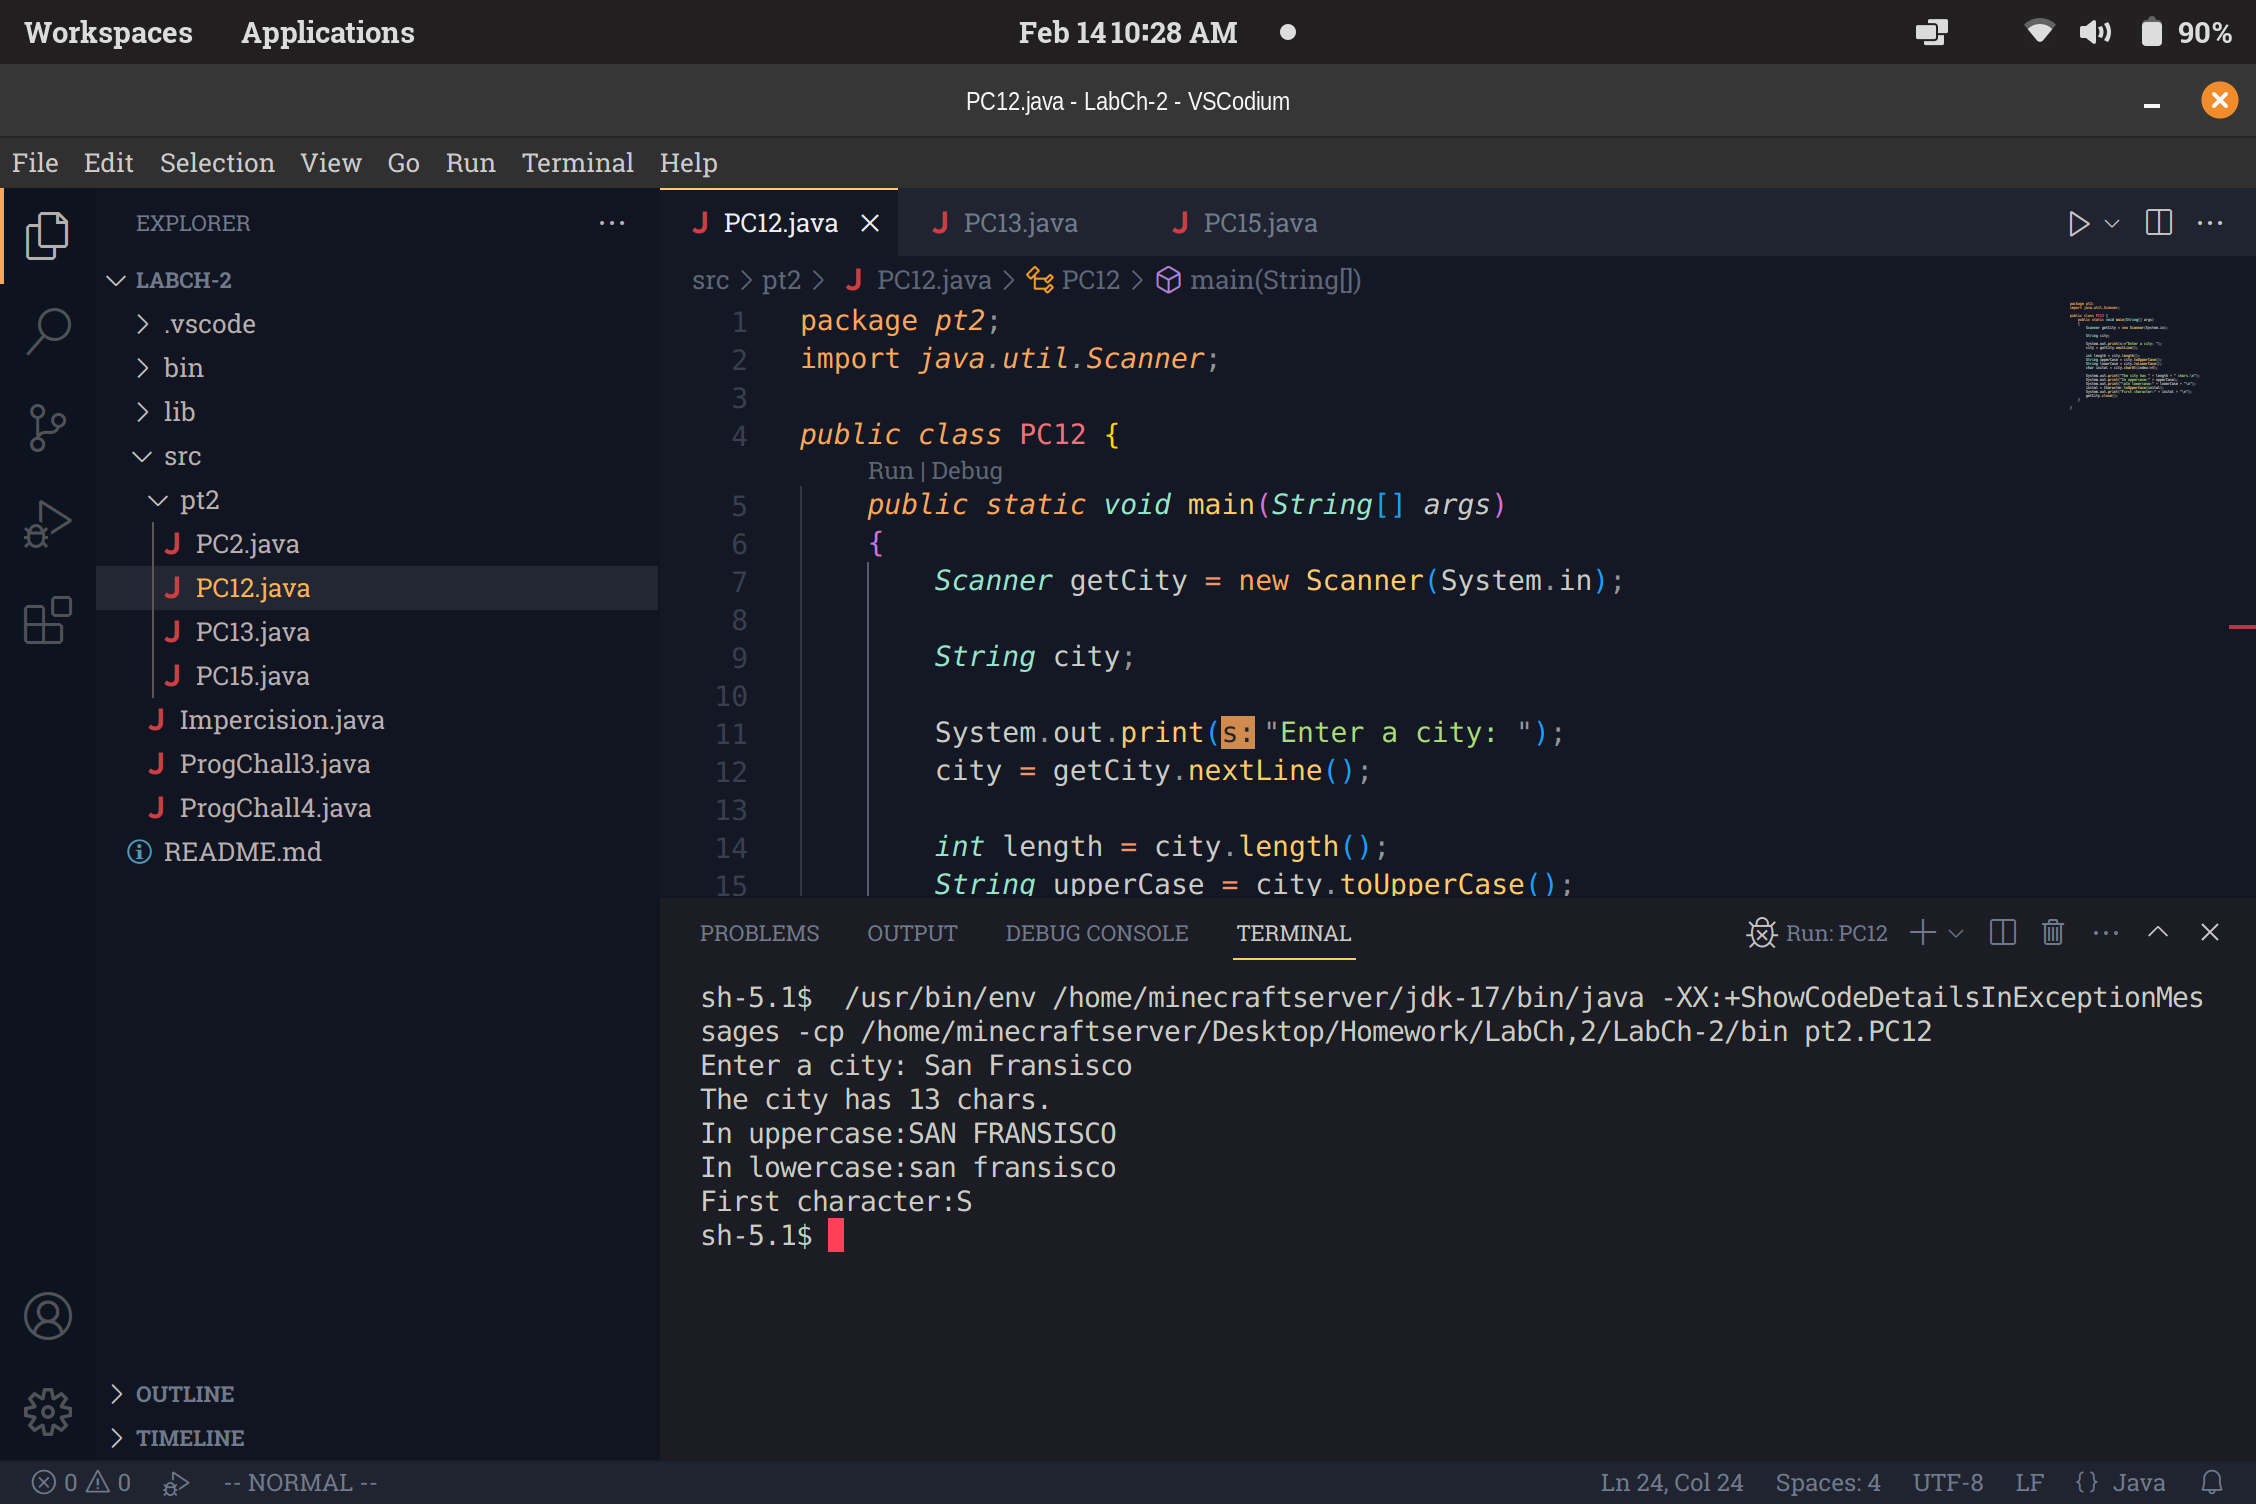 Workspaces Applications Feb 14 10:28 AM 90%
PC12.java - LabCh-2 - VSCodium
File Edit Selection View Go Run Terminal Help
EXPLORER
LABCH-2
.vscode
bin
lib
src
pt2
PC2.java
PC12.java
PC13.java
PC15.java
Impercision.java
ProgChall3.java
ProgChall4.java
README.md
OUTLINE
TIMELINE
PC12.java PC13.java PC15.java
src > pt2 > PC12.java > PC12 > main(String[])
1 package pt2;
2 import java.util.Scanner;
3
4 public class PC12 {
Run | Debug
5 public static void main(String[] args)
6 {
7 Scanner getCity = new Scanner(System.in);
8
9 String city;
10
11 System.out.print(s: "Enter a city: ");
12 city = getCity.nextLine();
13
14 int length = city.length();
15 String upperCase = city.toUpperCase();
PROBLEMS OUTPUT DEBUG CONSOLE TERMINAL Run: PC12
sh-5.1$  /usr/bin/env /home/minecraftserver/jdk-17/bin/java -XX:+ShowCodeDetailsInExceptionMes
sages -cp /home/minecraftserver/Desktop/Homework/LabCh,2/LabCh-2/bin pt2.PC12
Enter a city: San Fransisco
The city has 13 chars.
In uppercase:SAN FRANSISCO
In lowercase:san fransisco
First character:S
sh-5.1$
0 0 -- NORMAL -- Ln 24, Col 24 Spaces: 4 UTF-8 LF {} Java